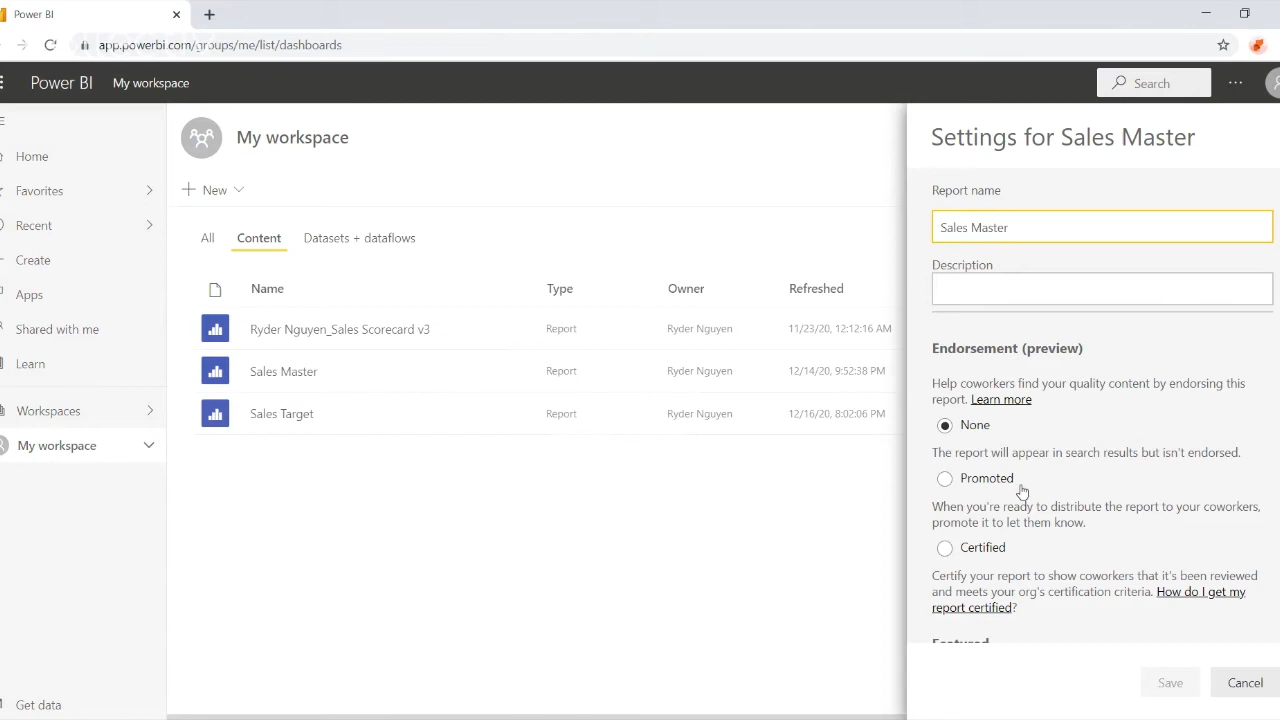 Power BI
app.powerbi.com/groups/me/list/dashboards
Power BI My workspace Search
Home
Favorites
Recent
Create
Apps
Shared with me
Learn
Workspaces
My workspace
Get data
My workspace
New
All Content Datasets + dataflows
Name Type Owner Refreshed
Ryder Nguyen_Sales Scorecard v3 Report Ryder Nguyen 11/23/20, 12:12:16 AM
Sales Master Report Ryder Nguyen 12/14/20, 9:52:38 PM
Sales Target Report Ryder Nguyen 12/16/20, 8:02:06 PM
Settings for Sales Master
Report name
Sales Master
Description
Endorsement (preview)
Help coworkers find your quality content by endorsing this
report. Learn more
None
The report will appear in search results but isn't endorsed.
Promoted
When you're ready to distribute the report to your coworkers,
promote it to let them know.
Certified
Certify your report to show coworkers that it's been reviewed
and meets your org's certification criteria. How do I get my
report certified?
Featured
Save Cancel